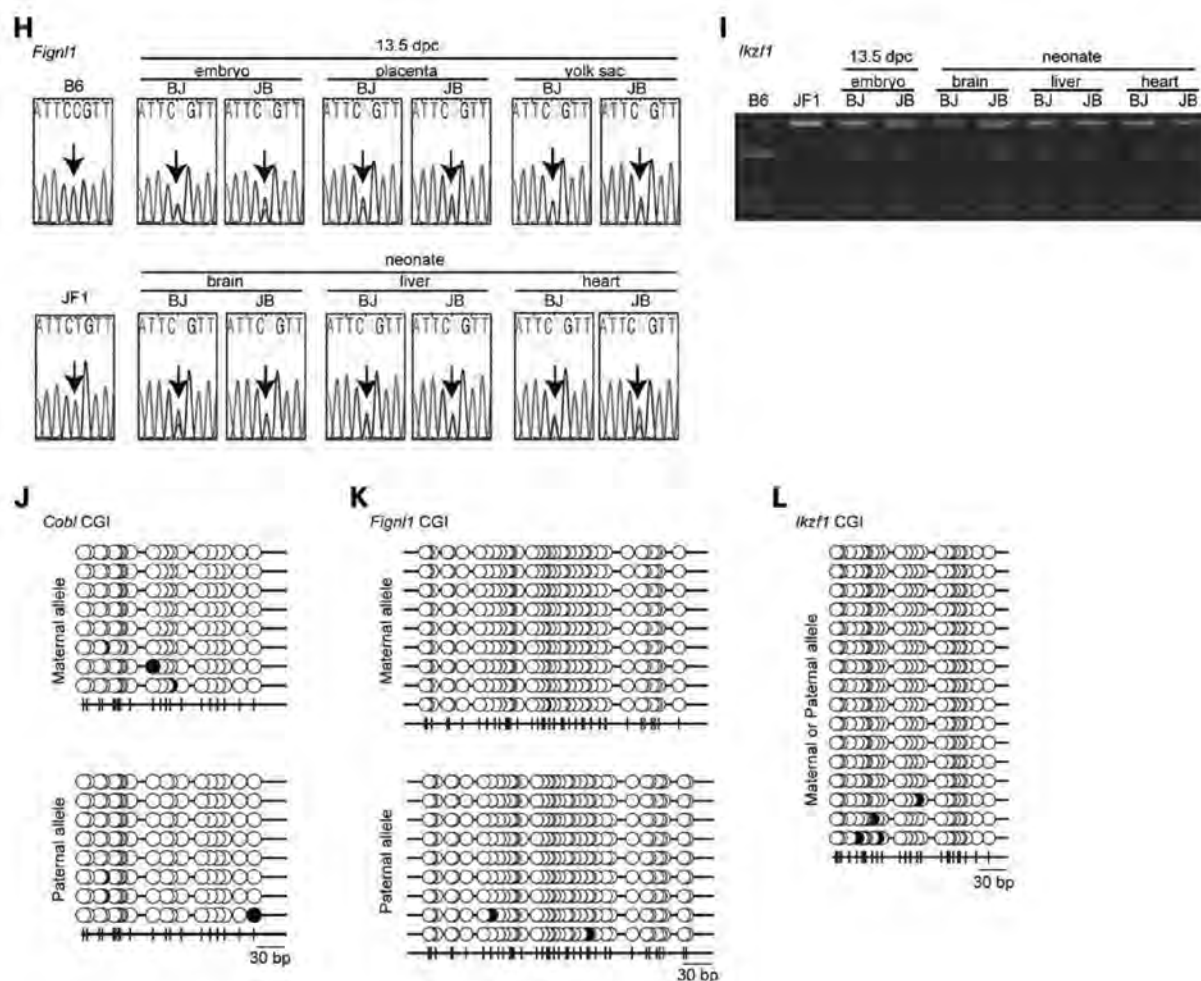 H
Fignl1
13.5 dpc
embryo placenta yolk sac
B6 BJ JB BJ JB BJ JB
ATTCCGTT ATTC GTT ATTC GTT ATTC GTT ATTC GTT ATTC GTT ATTC GTT
neonate
brain liver heart
JF1 BJ JB BJ JB BJ JB
ATTCTGTT ATTC GTT ATTC GTT ATTC GTT ATTC GTT ATTC GTT ATTC GTT
I
Ikzf1
13.5 dpc neonate
embryo brain liver heart
B6 JF1 BJ JB BJ JB BJ JB BJ JB
J
Cobl CGI
Maternal allele
Paternal allele
30 bp
K
Fignl1 CGI
Maternal allele
Paternal allele
30 bp
L
Ikzf1 CGI
Maternal or Paternal allele
30 bp